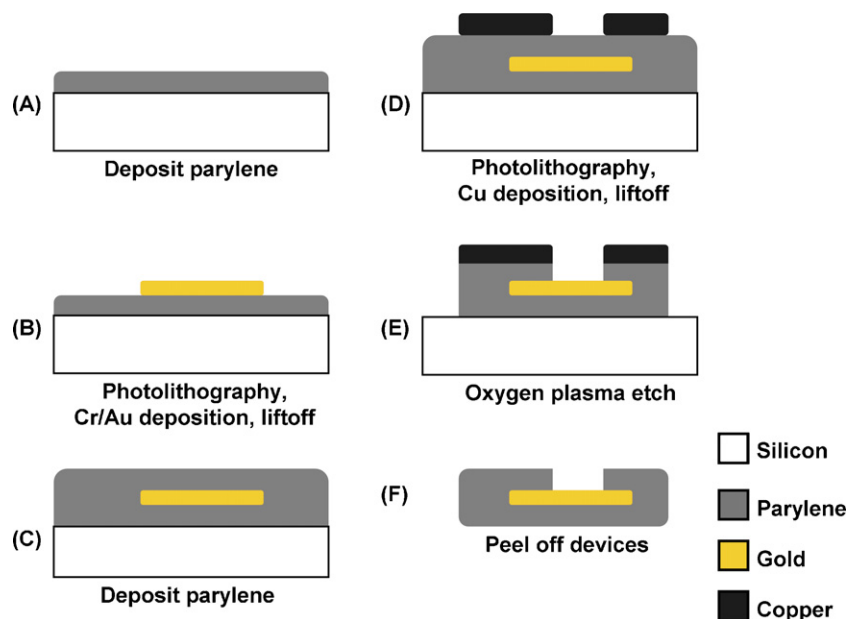 (A)
Deposit parylene
(B)
Photolithography,
Cr/Au deposition, liftoff
(C)
Deposit parylene
(D)
Photolithography,
Cu deposition, liftoff
(E)
Oxygen plasma etch
(F)
Peel off devices
Silicon
Parylene
Gold
Copper